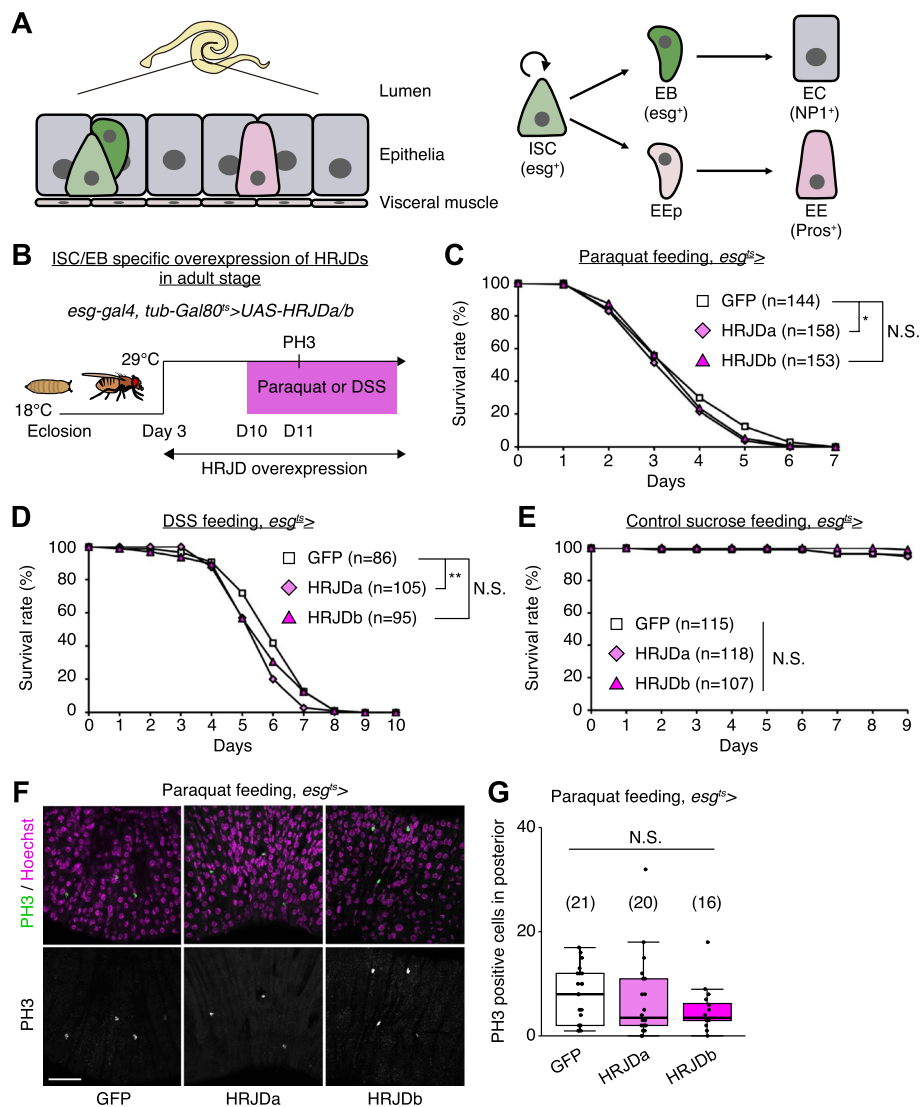 A
Lumen
Epithelia
Visceral muscle
ISC
(esg⁺)
EB
(esg⁺)
EC
(NP1⁺)
EEp
EE
(Pros⁺)
B
ISC/EB specific overexpression of HRJDs
in adult stage
esg-gal4, tub-Gal80ᵗˢ>UAS-HRJDa/b
PH3
29°C
Paraquat or DSS
18°C
Eclosion
Day 3
D10
D11
HRJD overexpression
C
Paraquat feeding, esgᵗˢ>
Survival rate (%)
100
80
60
40
20
0
0 1 2 3 4 5 6 7
Days
GFP (n=144)
HRJDa (n=158)
HRJDb (n=153)
*
N.S.
D
DSS feeding, esgᵗˢ>
Survival rate (%)
100
80
60
40
20
0
0 1 2 3 4 5 6 7 8 9 10
Days
GFP (n=86)
HRJDa (n=105)
HRJDb (n=95)
**
N.S.
E
Control sucrose feeding, esgᵗˢ>
Survival rate (%)
100
80
60
40
20
0
0 1 2 3 4 5 6 7 8 9
Days
GFP (n=115)
HRJDa (n=118)
HRJDb (n=107)
N.S.
F
Paraquat feeding, esgᵗˢ>
PH3 / Hoechst
PH3
GFP
HRJDa
HRJDb
G
Paraquat feeding, esgᵗˢ>
PH3 positive cells in posterior
40
20
0
N.S.
(21)
(20)
(16)
GFP
HRJDa
HRJDb